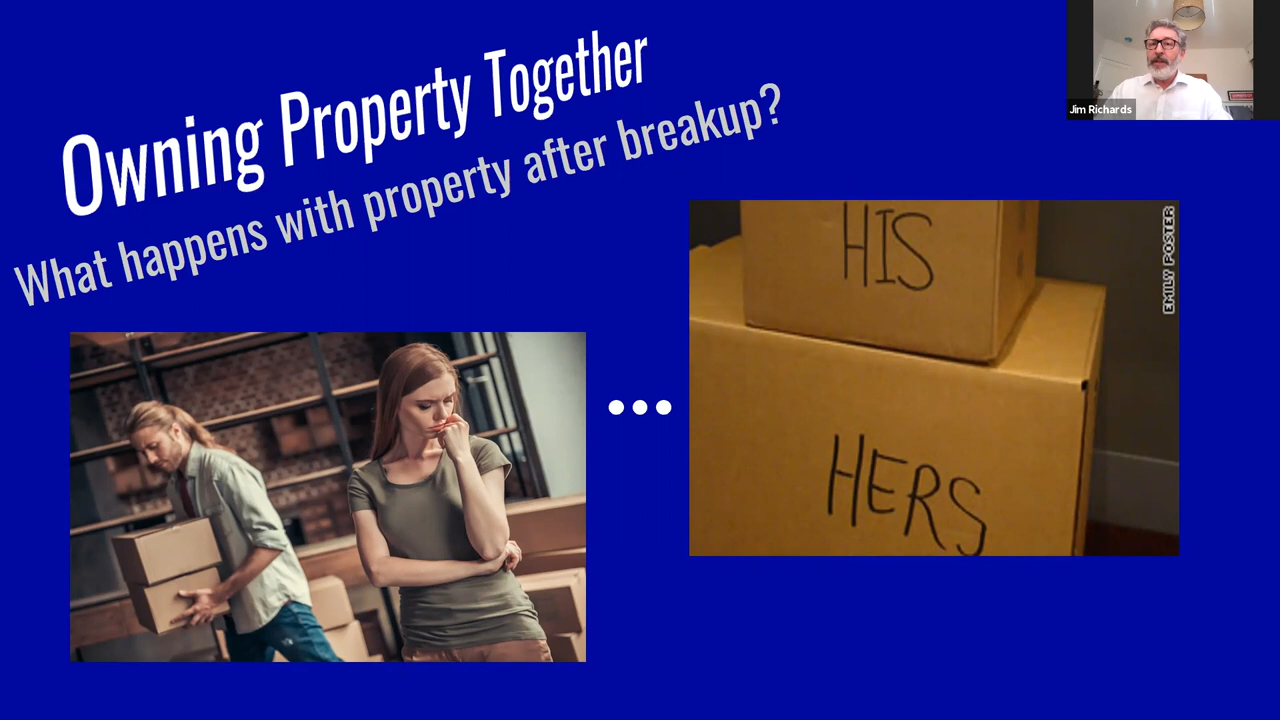 Owning Property Together
What happens with property after breakup?
Jim Richards
HIS
HERS
EMILY POSTER